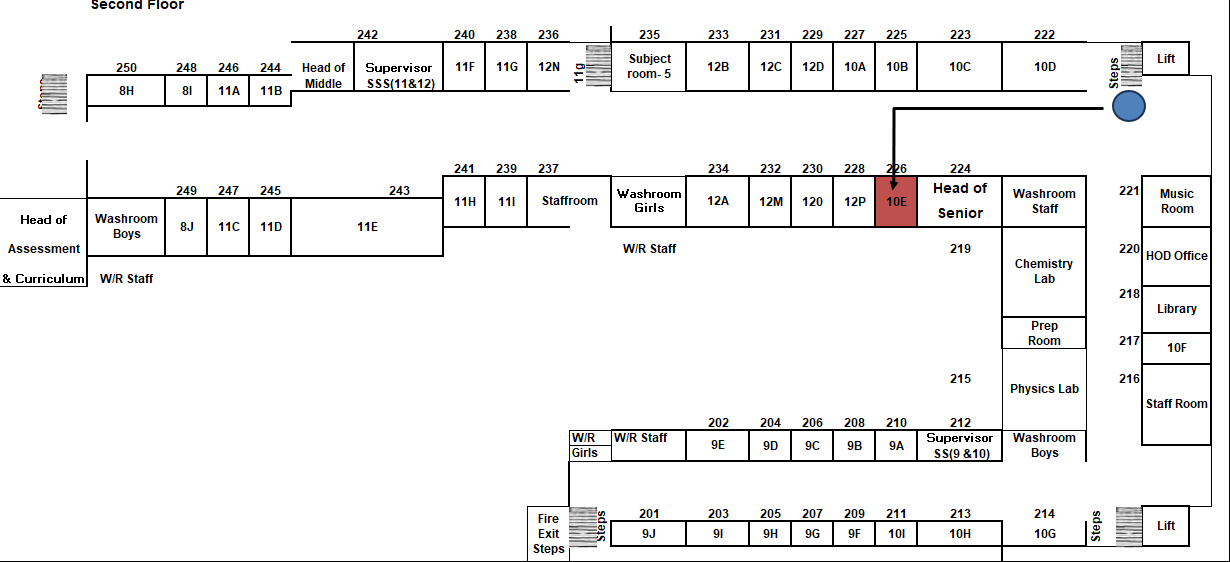 Second Floor
242 240 238 236 235 233 231 229 227 225 223 222
250 248 246 244
Head of
Middle
Supervisor
SSS(11&12)
11F 11G 12N
11g
Subject
room- 5
12B 12C 12D 10A 10B 10C 10D
Steps
Lift
Steps
8H 8I 11A 11B
241 239 237 234 232 230 228 226 224
249 247 245 243
11H 11I Staffroom
Washroom
Girls
12A 12M 120 12P 10E
Head of
Senior
Washroom
Staff
221
Music
Room
Head of
Assessment
& Curriculum
Washroom
Boys
8J 11C 11D 11E
W/R Staff
W/R Staff
219
Chemistry
Lab
220
HOD Office
218
Library
Prep
Room
217
10F
215
Physics Lab
216
Staff Room
202 204 206 208 210 212
W/R
Girls
W/R Staff
9E 9D 9C 9B 9A
Supervisor
SS(9 &10)
Washroom
Boys
Fire
Exit
Steps
Steps
201 203 205 207 209 211 213 214
9J 9I 9H 9G 9F 10I 10H 10G
Steps
Lift